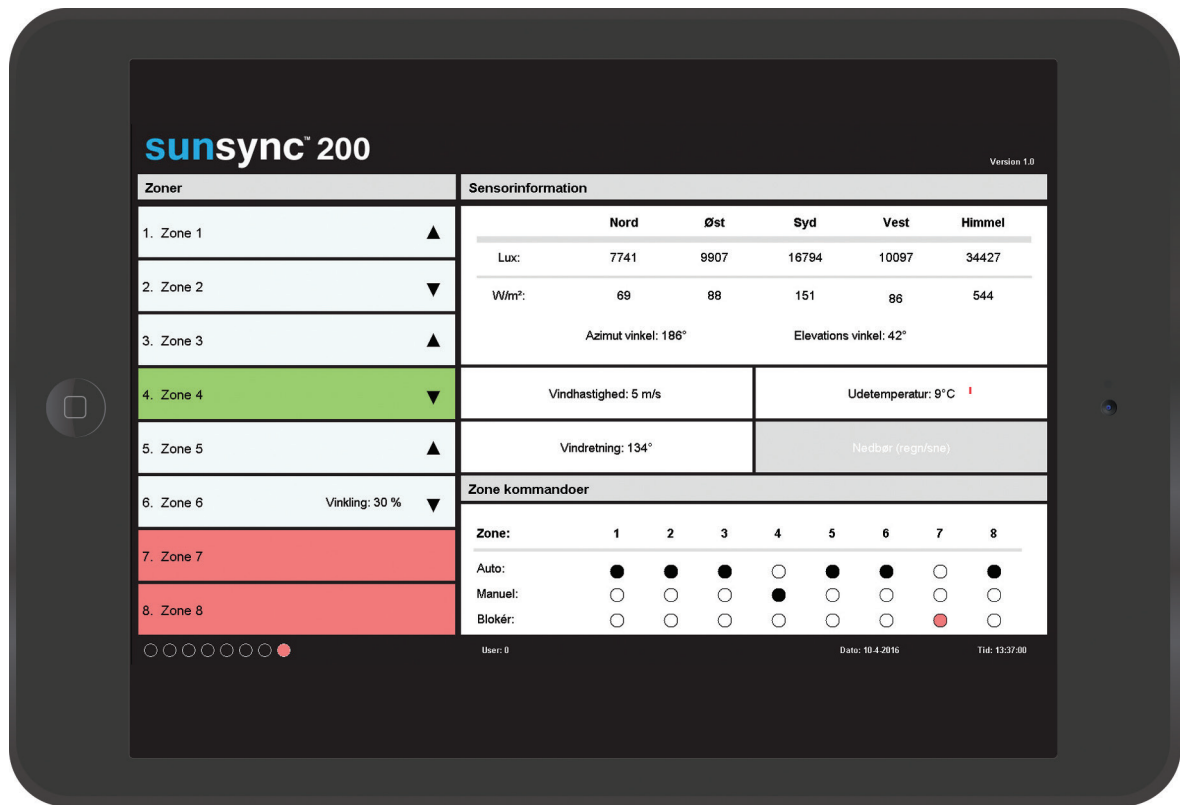 sunsync™ 200
Version 1.0
Zoner
1. Zone 1
2. Zone 2
3. Zone 3
4. Zone 4
5. Zone 5
6. Zone 6 Vinkling: 30 %
7. Zone 7
8. Zone 8
Sensorinformation
Nord Øst Syd Vest Himmel
Lux: 7741 9907 16794 10097 34427
W/m²: 69 88 151 86 544
Azimut vinkel: 186° Elevations vinkel: 42°
Vindhastighed: 5 m/s Udetemperatur: 9°C
Vindretning: 134° Nedbør (regn/sne)
Zone kommandoer
Zone: 1 2 3 4 5 6 7 8
Auto:
Manuel:
Blokér:
User: 0 Dato: 10-4-2016 Tid: 13:37:00